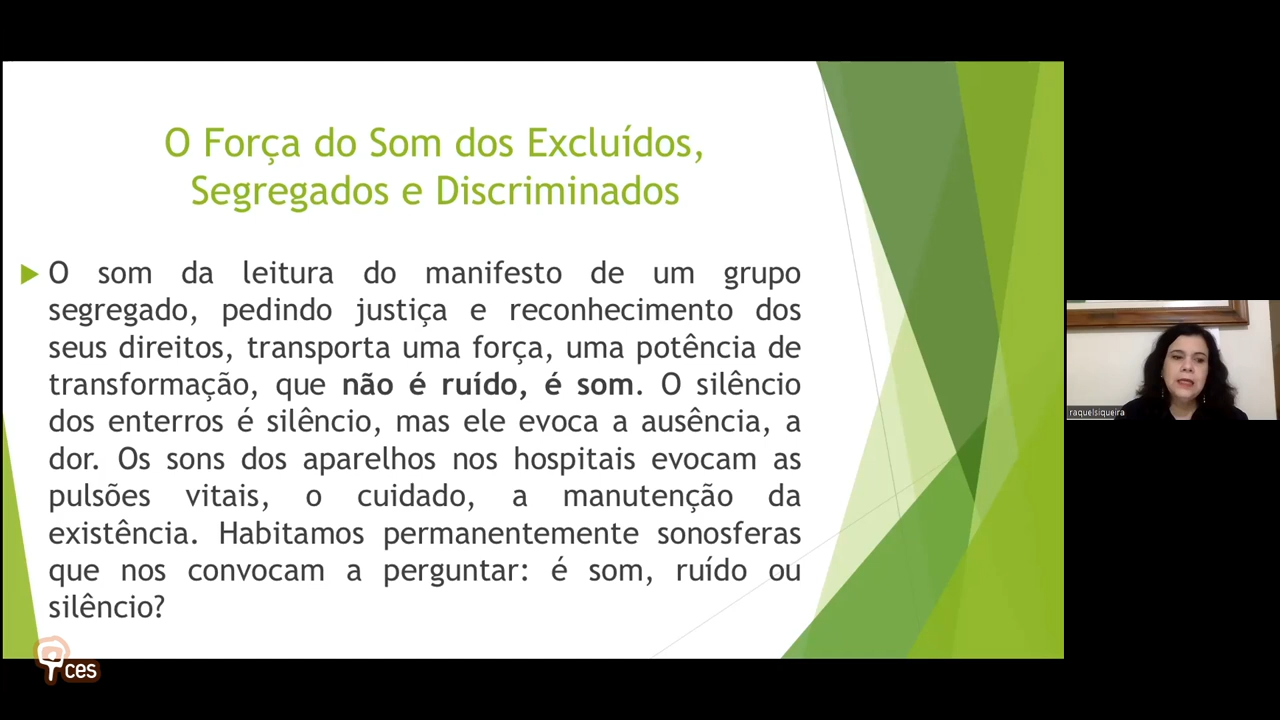 O Força do Som dos Excluídos,
Segregados e Discriminados
O som da leitura do manifesto de um grupo
segregado, pedindo justiça e reconhecimento dos
seus direitos, transporta uma força, uma potência de
transformação, que não é ruído, é som. O silêncio
dos enterros é silêncio, mas ele evoca a ausência, a
dor. Os sons dos aparelhos nos hospitais evocam as
pulsões vitais, o cuidado, a manutenção da
existência. Habitamos permanentemente sonosferas
que nos convocam a perguntar: é som, ruído ou
silêncio?
raquelsiqueira
ces